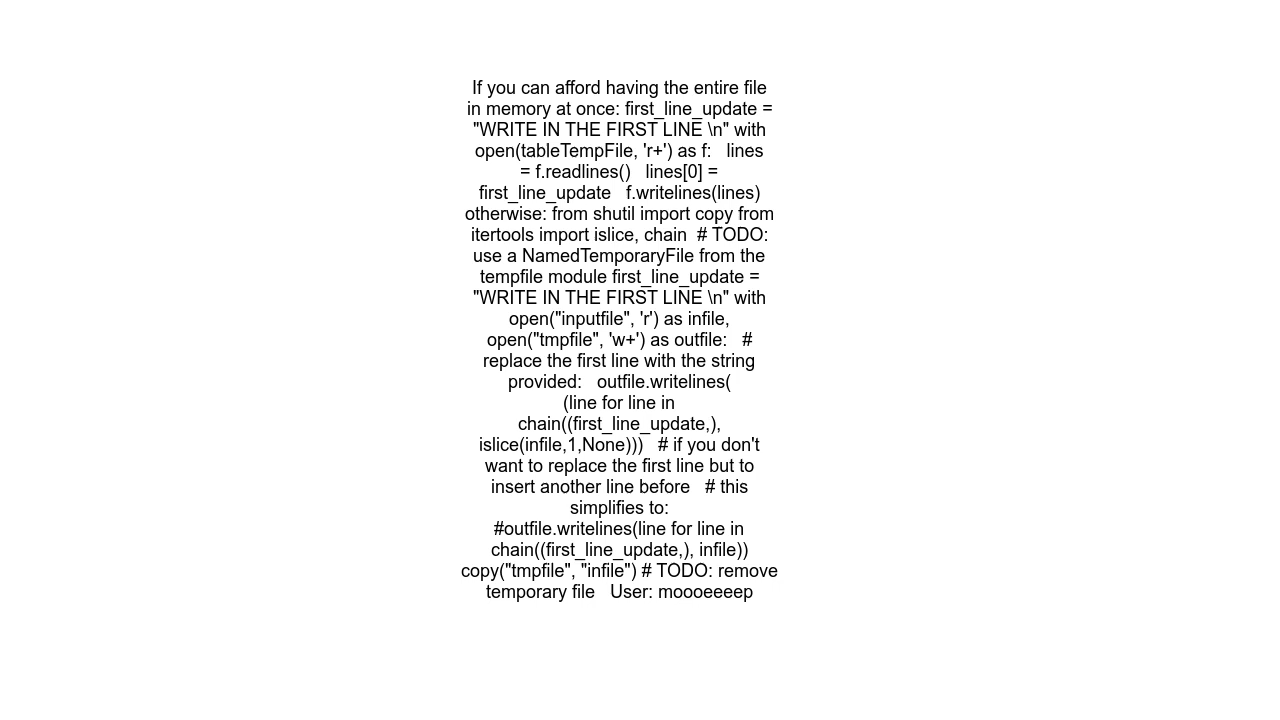 If you can afford having the entire file
in memory at once: first_line_update =
"WRITE IN THE FIRST LINE \n" with
open(tableTempFile, 'r+') as f:   lines
= f.readlines()   lines[0] =
first_line_update   f.writelines(lines)
otherwise: from shutil import copy from
itertools import islice, chain  # TODO:
use a NamedTemporaryFile from the
tempfile module first_line_update =
"WRITE IN THE FIRST LINE \n" with
open("inputfile", 'r') as infile,
open("tmpfile", 'w+') as outfile:   #
replace the first line with the string
provided:   outfile.writelines(
(line for line in
chain((first_line_update,),
islice(infile,1,None)))   # if you don't
want to replace the first line but to
insert another line before   # this
simplifies to:
#outfile.writelines(line for line in
chain((first_line_update,), infile))
copy("tmpfile", "infile") # TODO: remove
temporary file   User: moooeeeep